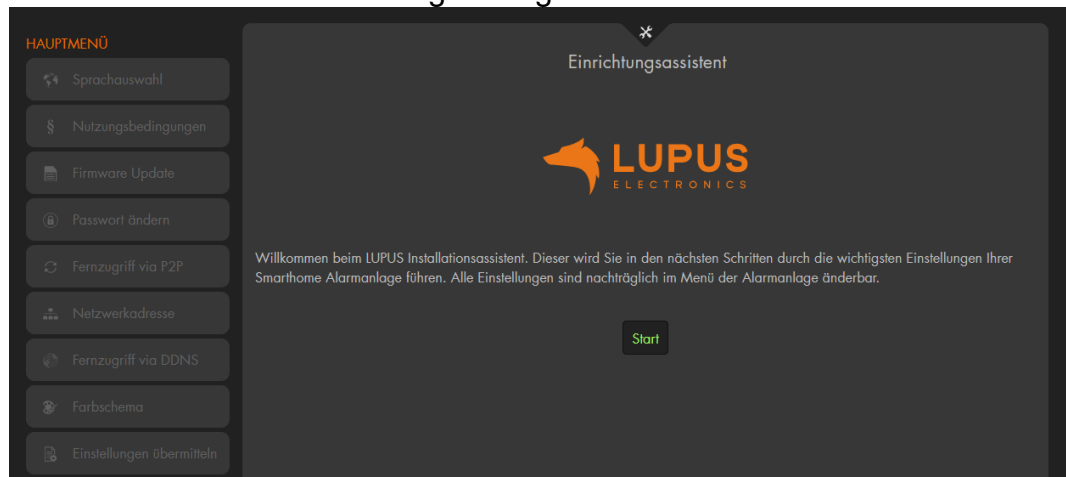 HAUPTMENÜ
Sprachauswahl
§ Nutzungsbedingungen
Firmware Update
Passwort ändern
Fernzugriff via P2P
Netzwerkadresse
Fernzugriff via DDNS
Farbschema
Einstellungen übermitteln
Einrichtungsassistent
LUPUS
ELECTRONICS
Willkommen beim LUPUS Installationsassistent. Dieser wird Sie in den nächsten Schritten durch die wichtigsten Einstellungen Ihrer
Smarthome Alarmanlage führen. Alle Einstellungen sind nachträglich im Menü der Alarmanlage änderbar.
Start